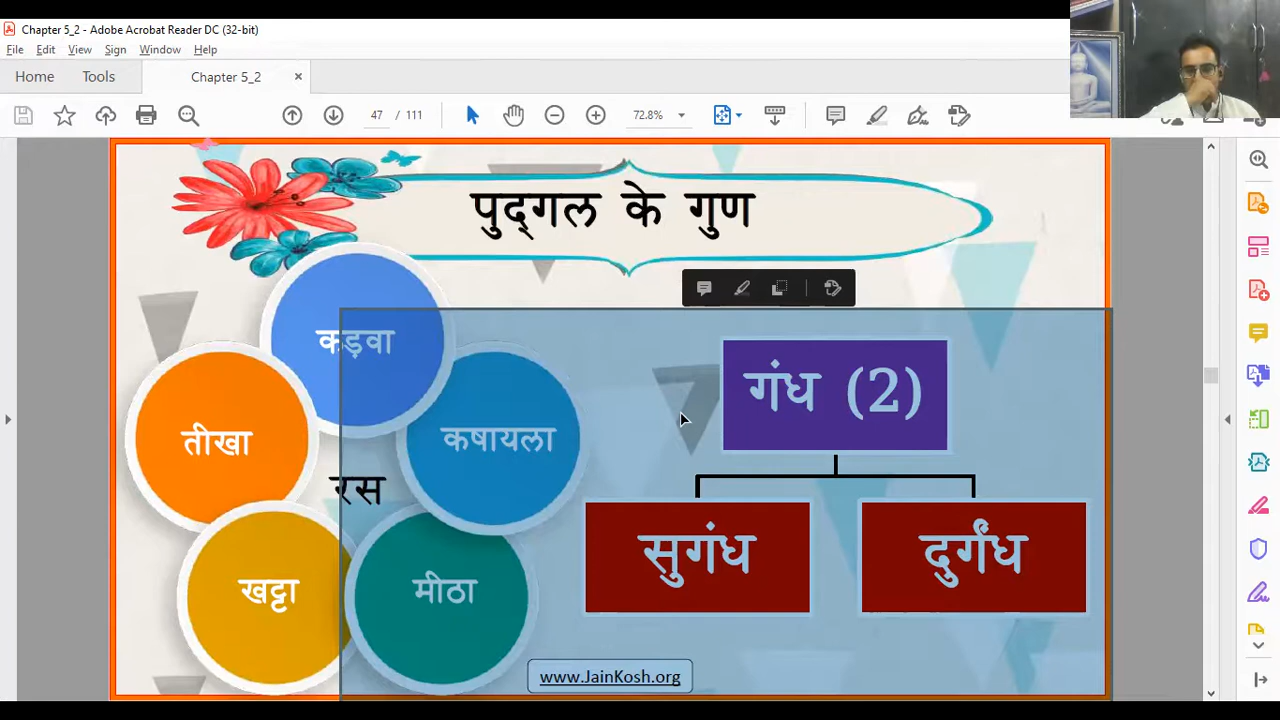 Chapter 5_2 - Adobe Acrobat Reader DC (32-bit)
File Edit View Sign Window Help
Home Tools Chapter 5_2 ×
47 / 111 72.8%
पुद्गल के गुण
कड़वा
तीखा
कषायला
रस
खट्टा
मीठा
गंध (2)
सुगंध
दुर्गंध
www.JainKosh.org